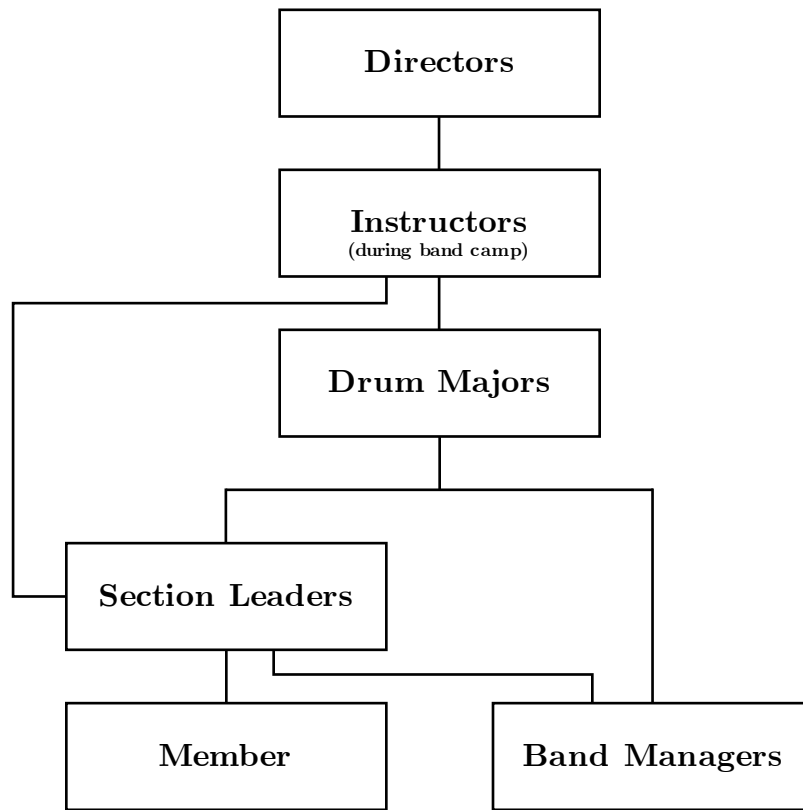 Directors
Instructors
(during band camp)
Drum Majors
Section Leaders
Member
Band Managers